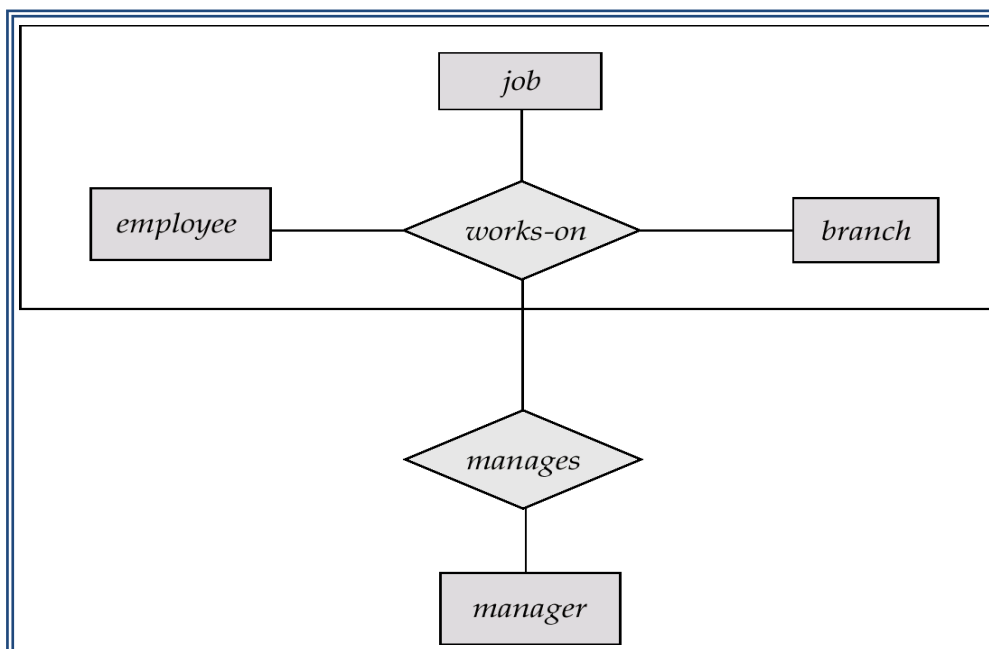 job
employee
works-on
branch
manages
manager